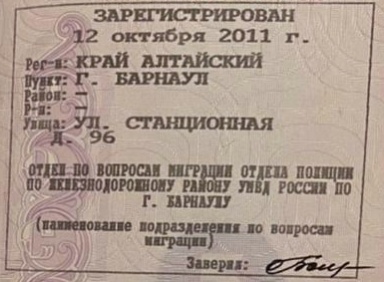 ЗАРЕГИСТРИРОВАН
12 октября 2011 г.
Рег-н: КРАЙ АЛТАЙСКИЙ
Пункт: Г. БАРНАУЛ
Район: —
Р-н: —
Улица: УЛ. СТАНЦИОННАЯ
Д. 96
ОТДЕЛ ПО ВОПРОСАМ МИГРАЦИИ ОТДЕЛА ПОЛИЦИИ
ПО ЖЕЛЕЗНОДОРОЖНОМУ РАЙОНУ УМВД РОССИИ ПО
Г. БАРНАУЛУ
(наименование подразделения по вопросам
миграции)
Заверил: